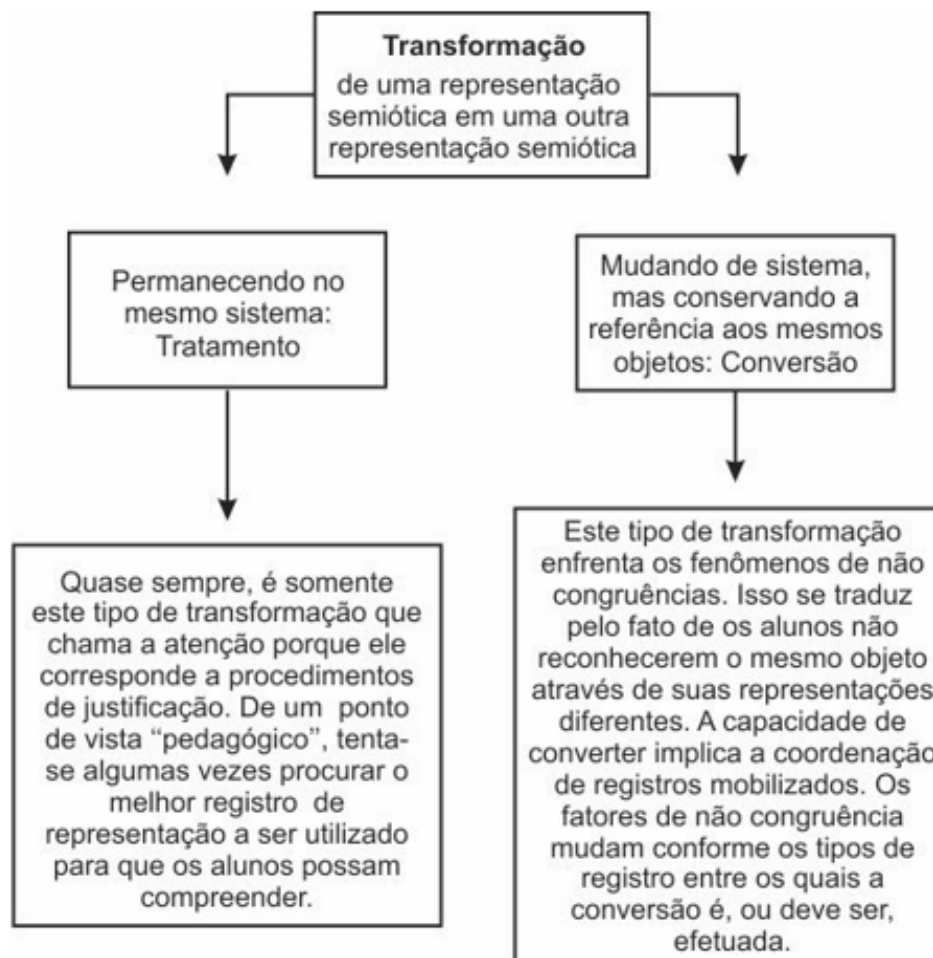 Transformação
de uma representação
semiótica em uma outra
representação semiótica
Permanecendo no
mesmo sistema:
Tratamento
Mudando de sistema,
mas conservando a
referência aos mesmos
objetos: Conversão
Quase sempre, é somente
este tipo de transformação que
chama a atenção porque ele
corresponde a procedimentos
de justificação. De um ponto
de vista “pedagógico”, tenta-
se algumas vezes procurar o
melhor registro de
representação a ser utilizado
para que os alunos possam
compreender.
Este tipo de transformação
enfrenta os fenômenos de não
congruências. Isso se traduz
pelo fato de os alunos não
reconhecerem o mesmo objeto
através de suas representações
diferentes. A capacidade de
converter implica a coordenação
de registros mobilizados. Os
fatores de não congruência
mudam conforme os tipos de
registro entre os quais a
conversão é, ou deve ser,
efetuada.